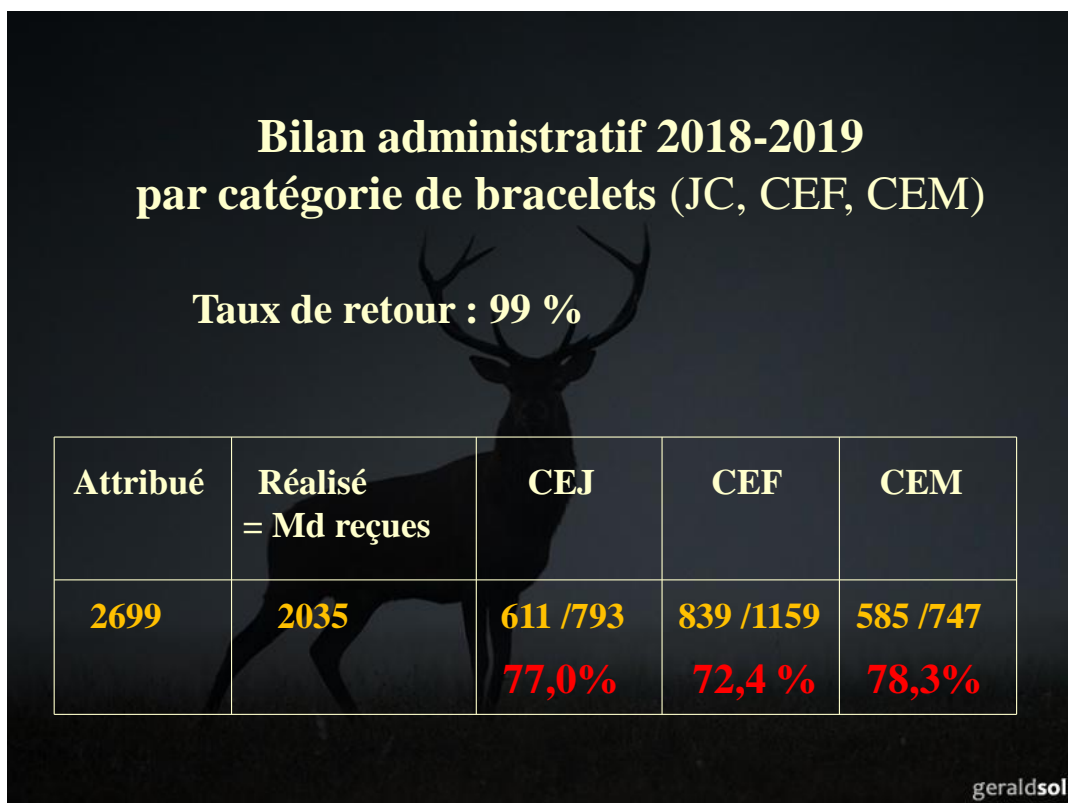 Bilan administratif 2018-2019
par catégorie de bracelets (JC, CEF, CEM)
Taux de retour : 99 %
Attribué Réalisé CEJ CEF CEM
= Md reçues
2699 2035 611 /793 839 /1159 585 /747
77,0% 72,4 % 78,3%
geraldsol